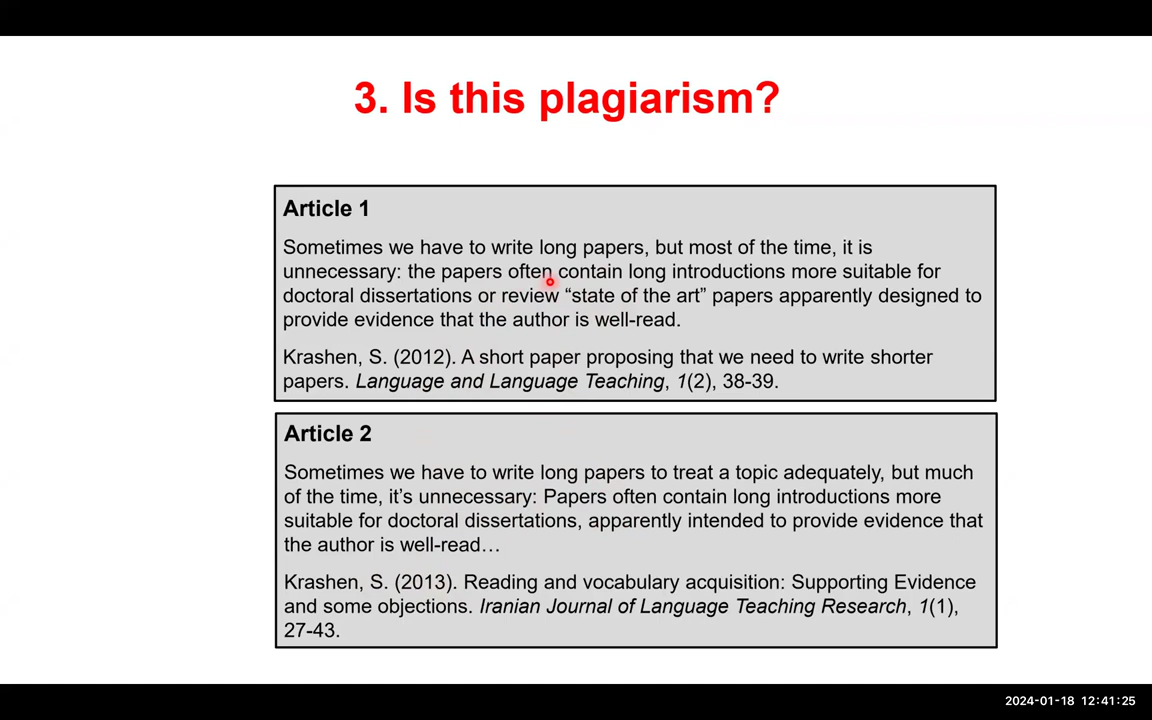 3. Is this plagiarism?
Article 1
Sometimes we have to write long papers, but most of the time, it is
unnecessary: the papers often contain long introductions more suitable for
doctoral dissertations or review “state of the art” papers apparently designed to
provide evidence that the author is well-read.
Krashen, S. (2012). A short paper proposing that we need to write shorter
papers. Language and Language Teaching, 1(2), 38-39.
Article 2
Sometimes we have to write long papers to treat a topic adequately, but much
of the time, it’s unnecessary: Papers often contain long introductions more
suitable for doctoral dissertations, apparently intended to provide evidence that
the author is well-read…
Krashen, S. (2013). Reading and vocabulary acquisition: Supporting Evidence
and some objections. Iranian Journal of Language Teaching Research, 1(1),
27-43.
2024-01-18 12:41:25